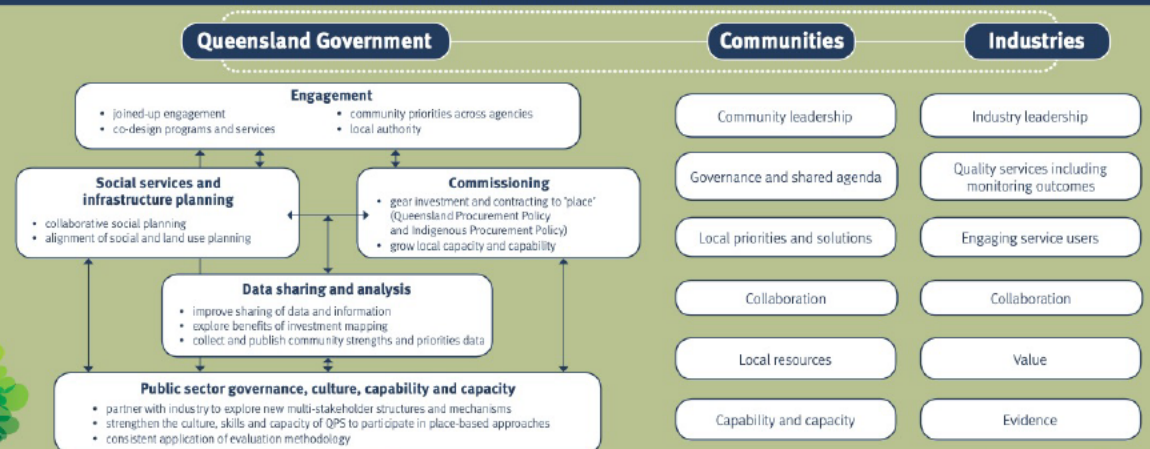 Queensland Government
Communities
Industries
Engagement
• joined-up engagement
• co-design programs and services
• community priorities across agencies
• local authority
Social services and
infrastructure planning
• collaborative social planning
• alignment of social and land use planning
Commissioning
• gear investment and contracting to 'place'
(Queensland Procurement Policy
and Indigenous Procurement Policy)
• grow local capacity and capability
Data sharing and analysis
• improve sharing of data and information
• explore benefits of investment mapping
• collect and publish community strengths and priorities data
Public sector governance, culture, capability and capacity
• partner with industry to explore new multi-stakeholder structures and mechanisms
• strengthen the culture, skills and capacity of QPS to participate in place-based approaches
• consistent application of evaluation methodology
Community leadership
Governance and shared agenda
Local priorities and solutions
Collaboration
Local resources
Capability and capacity
Industry leadership
Quality services including
monitoring outcomes
Engaging service users
Collaboration
Value
Evidence